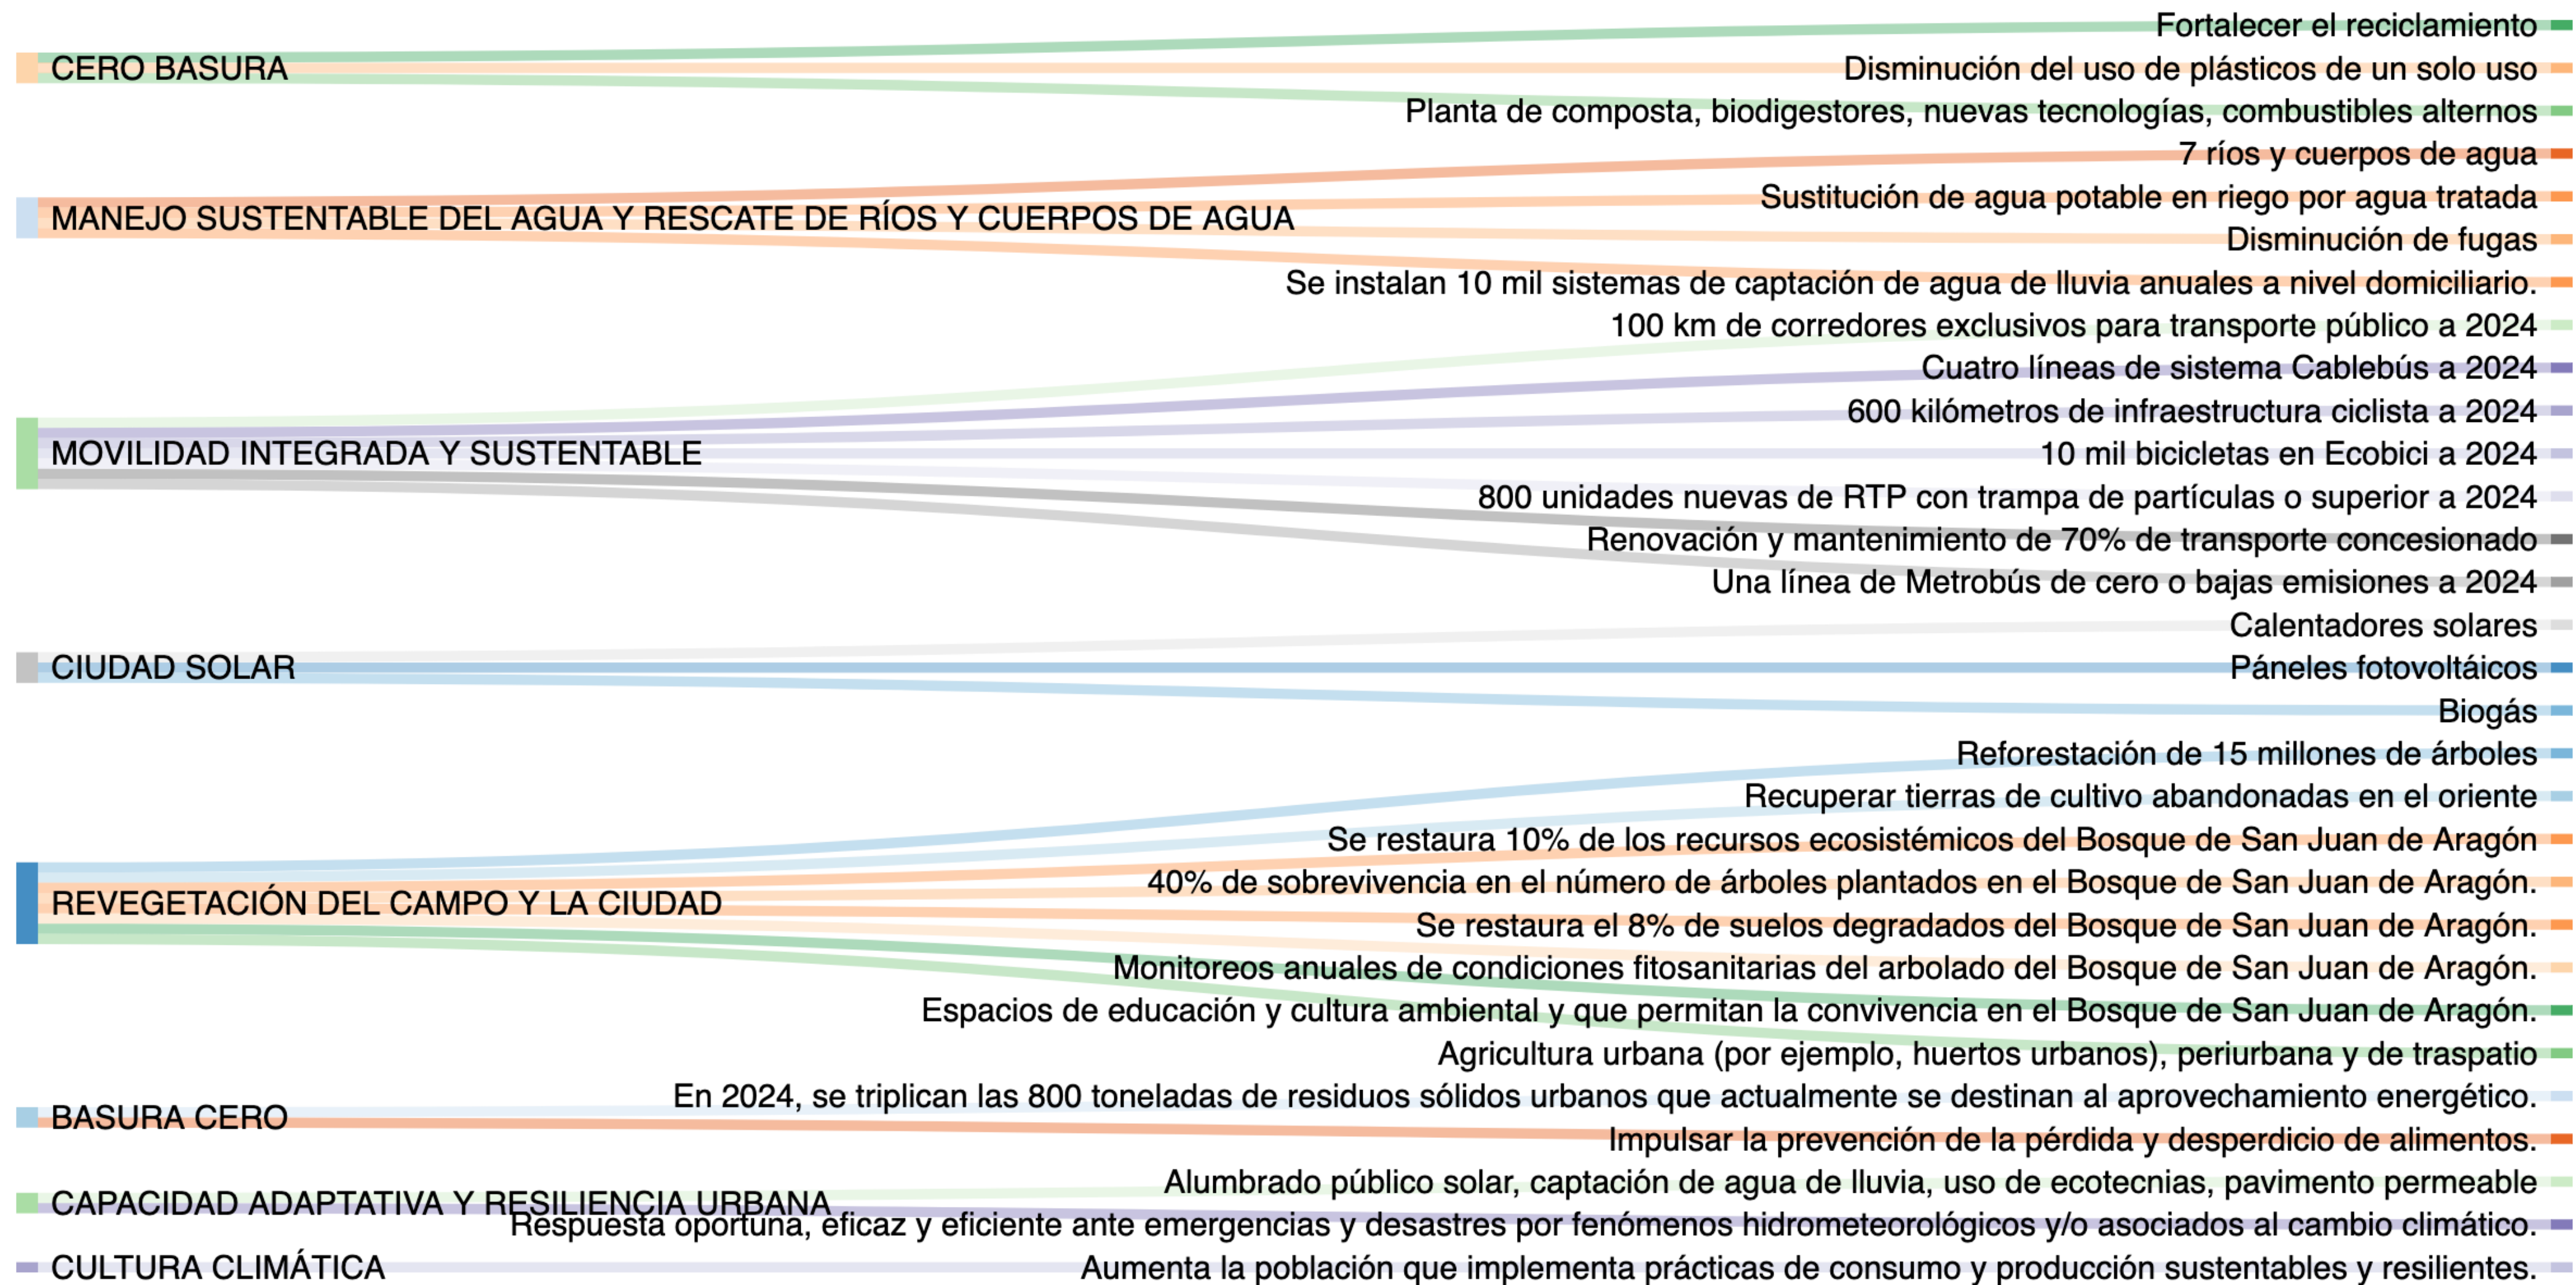 CERO BASURA
Fortalecer el reciclamiento
Disminución del uso de plásticos de un solo uso
Planta de composta, biodigestores, nuevas tecnologías, combustibles alternos
MANEJO SUSTENTABLE DEL AGUA Y RESCATE DE RÍOS Y CUERPOS DE AGUA
7 ríos y cuerpos de agua
Sustitución de agua potable en riego por agua tratada
Disminución de fugas
Se instalan 10 mil sistemas de captación de agua de lluvia anuales a nivel domiciliario.
MOVILIDAD INTEGRADA Y SUSTENTABLE
100 km de corredores exclusivos para transporte público a 2024
Cuatro líneas de sistema Cablebús a 2024
600 kilómetros de infraestructura ciclista a 2024
10 mil bicicletas en Ecobici a 2024
800 unidades nuevas de RTP con trampa de partículas o superior a 2024
Renovación y mantenimiento de 70% de transporte concesionado
Una línea de Metrobús de cero o bajas emisiones a 2024
CIUDAD SOLAR
Calentadores solares
Páneles fotovoltáicos
Biogás
REVEGETACIÓN DEL CAMPO Y LA CIUDAD
Reforestación de 15 millones de árboles
Recuperar tierras de cultivo abandonadas en el oriente
Se restaura 10% de los recursos ecosistémicos del Bosque de San Juan de Aragón
40% de sobrevivencia en el número de árboles plantados en el Bosque de San Juan de Aragón.
Se restaura el 8% de suelos degradados del Bosque de San Juan de Aragón.
Monitoreos anuales de condiciones fitosanitarias del arbolado del Bosque de San Juan de Aragón.
Espacios de educación y cultura ambiental y que permitan la convivencia en el Bosque de San Juan de Aragón.
Agricultura urbana (por ejemplo, huertos urbanos), periurbana y de traspatio
BASURA CERO
En 2024, se triplican las 800 toneladas de residuos sólidos urbanos que actualmente se destinan al aprovechamiento energético.
Impulsar la prevención de la pérdida y desperdicio de alimentos.
CAPACIDAD ADAPTATIVA Y RESILIENCIA URBANA
Alumbrado público solar, captación de agua de lluvia, uso de ecotecnias, pavimento permeable
Respuesta oportuna, eficaz y eficiente ante emergencias y desastres por fenómenos hidrometeorológicos y/o asociados al cambio climático.
CULTURA CLIMÁTICA
Aumenta la población que implementa prácticas de consumo y producción sustentables y resilientes.